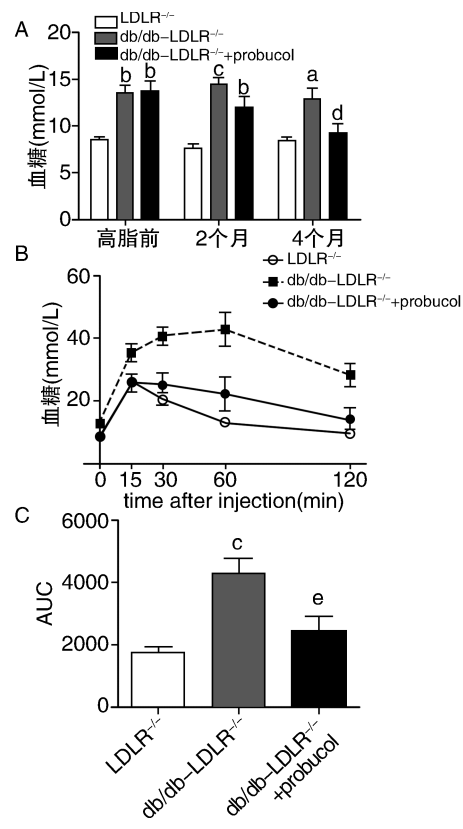 A
LDLR⁻/⁻
db/db–LDLR⁻/⁻
db/db–LDLR⁻/⁻+probucol
血糖(mmol/L)
20
15
10
5
0
b b c b a d
高脂前 2个月 4个月
B
LDLR⁻/⁻
db/db–LDLR⁻/⁻
db/db–LDLR⁻/⁻+probucol
血糖(mmol/L)
60
40
20
0 15 30 60 120
time after injection(min)
C
AUC
6000
4000
2000
0
c
e
LDLR⁻/⁻
db/db–LDLR⁻/⁻
db/db–LDLR⁻/⁻
+probucol